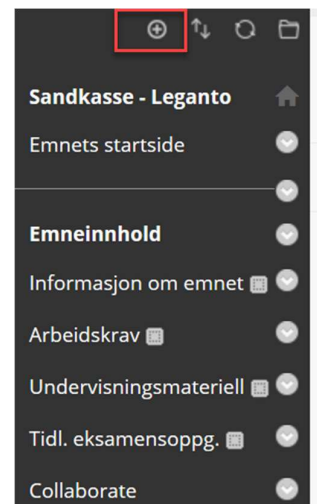 Sandkasse - Leganto
Emnets startside
Emneinnhold
Informasjon om emnet
Arbeidskrav
Undervisningsmateriell
Tidl. eksamensoppg.
Collaborate